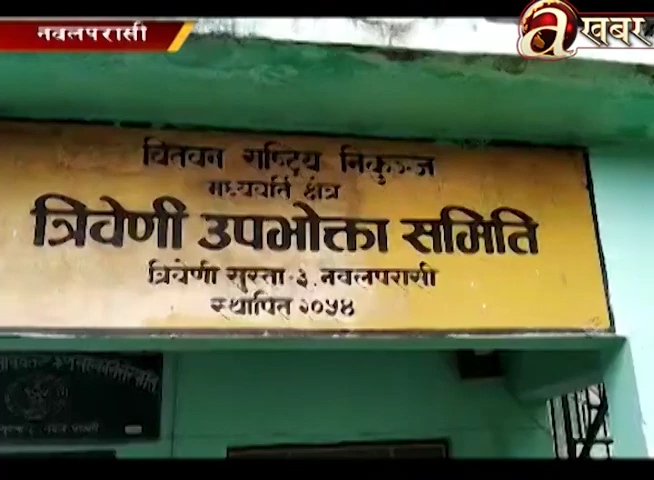 नवलपरासी
a खबर
चितवन राष्ट्रिय निकुञ्ज
मध्यवर्ति क्षेत्र
त्रिवेणी उपभोक्ता समिति
त्रिवेणी सुस्ता - ३, नवलपरासी
स्थापित २०५४